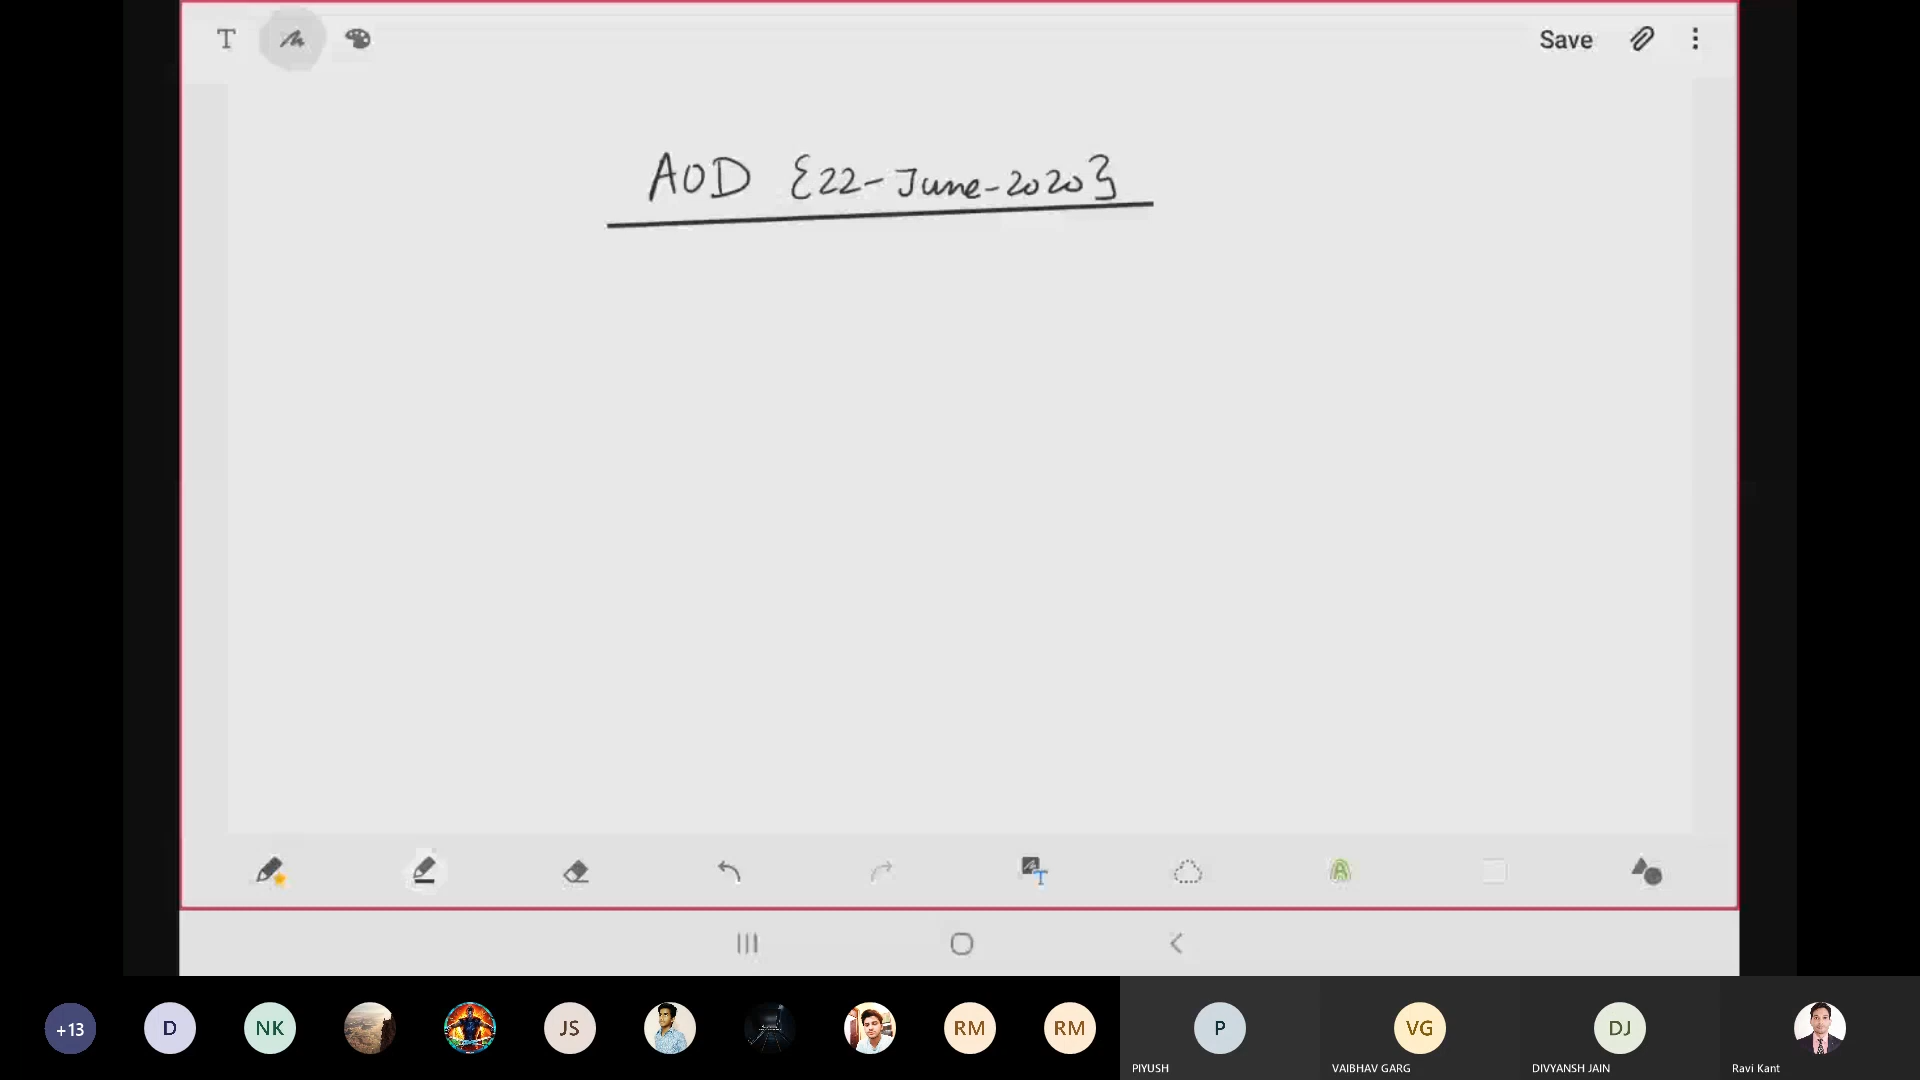 T
Save
AOD {22-June-2020}
T
A
+13
D
NK
JS
RM
RM
P
VG
DJ
PIYUSH
VAIBHAV GARG
DIVYANSH JAIN
Ravi Kant